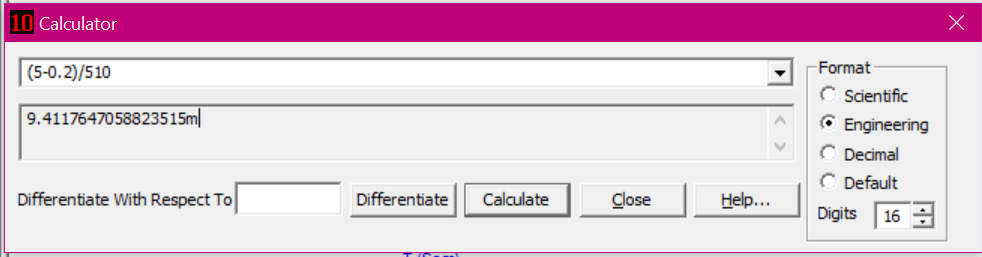 10 Calculator
(5-0.2)/510
9.4117647058823515m
Format
Scientific
Engineering
Decimal
Default
Digits 16
Differentiate With Respect To Differentiate Calculate Close Help...